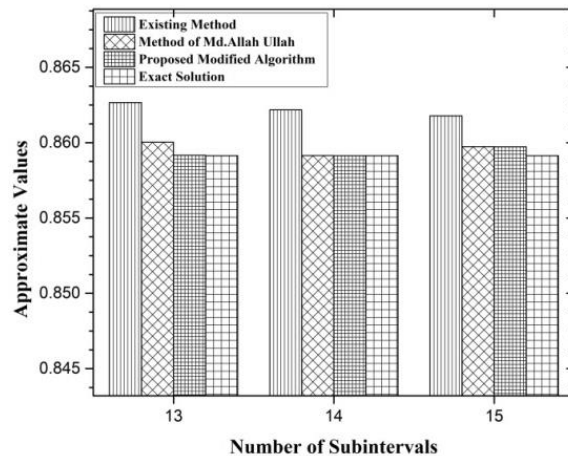 Existing Method
Method of Md.Allah Ullah
Proposed Modified Algorithm
Exact Solution
0.865
0.860
0.855
0.850
0.845
Approximate Values
13 14 15
Number of Subintervals